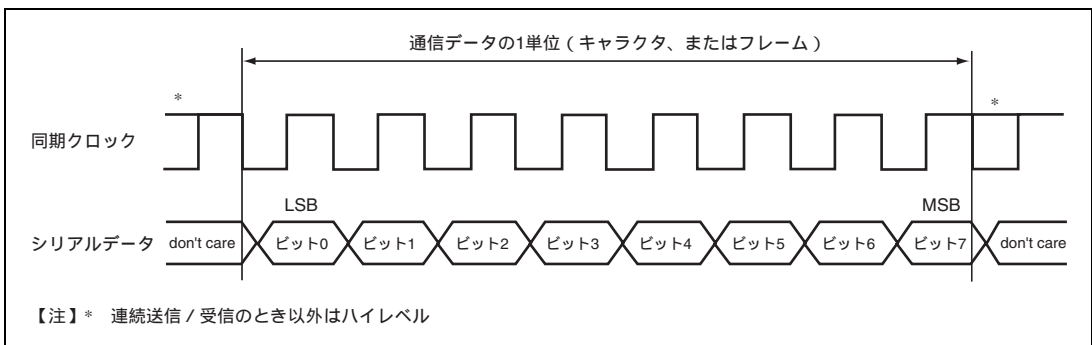 通信データの1単位(キャラクタ、またはフレーム)
*
*
同期クロック
LSB
MSB
シリアルデータ
don't care
ビット0
ビット1
ビット2
ビット3
ビット4
ビット5
ビット6
ビット7
don't care
【注】* 連続送信 / 受信のとき以外はハイレベル